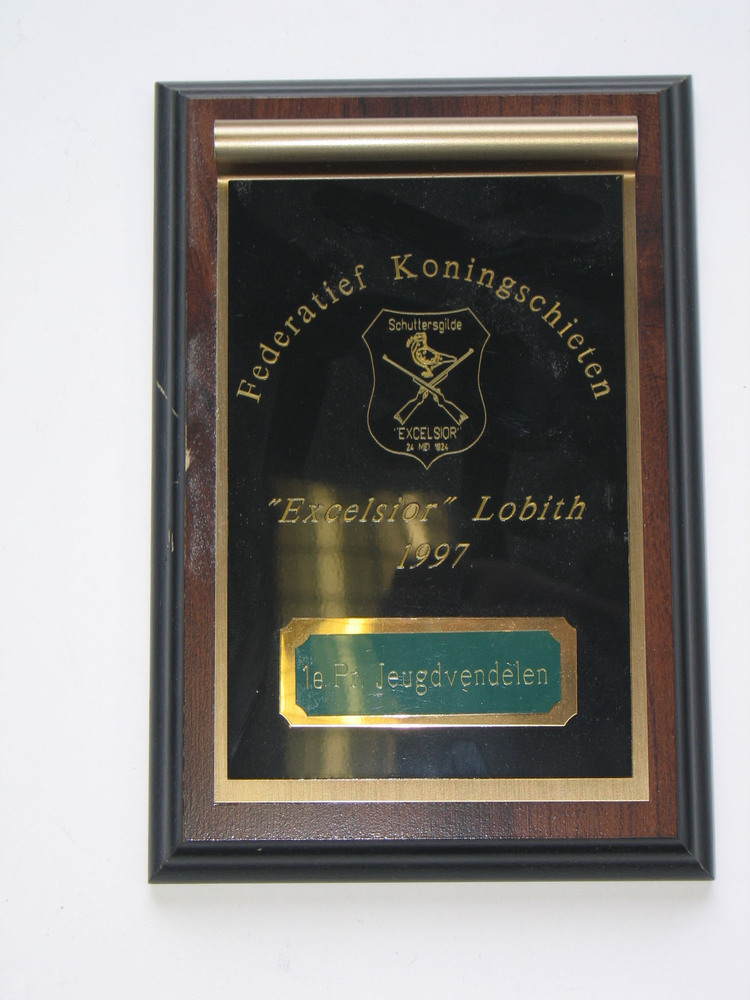 Federatief Koningschieten
Schuttersgilde
"EXCELSIOR"
24 MEI 1924
"Excelsior" Lobith
1997
1e Pr. Jeugdvendelen